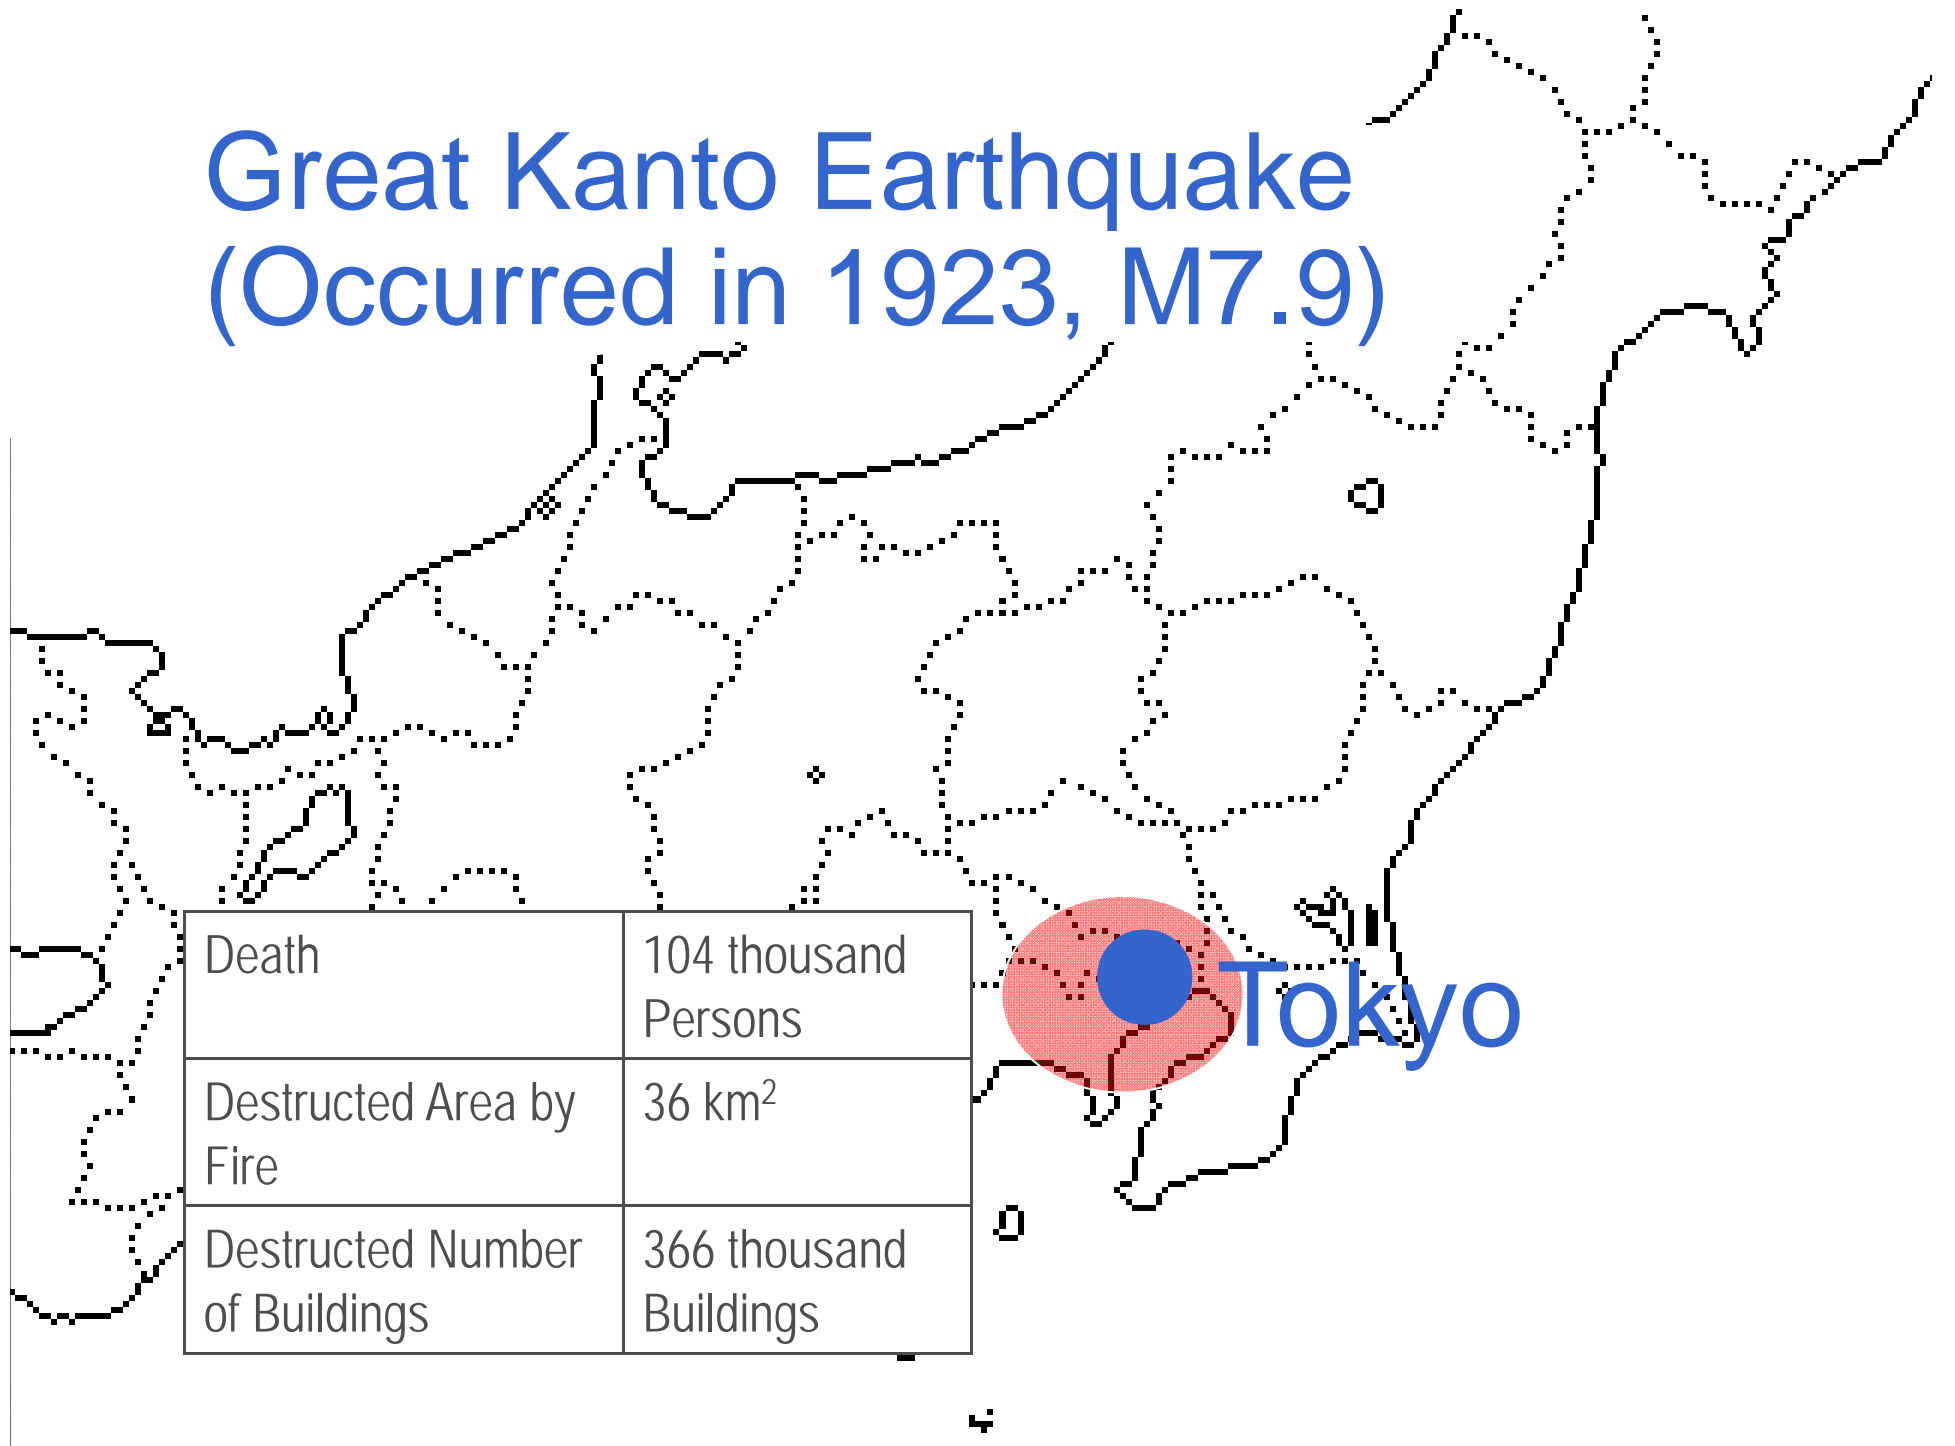 Great Kanto Earthquake
(Occurred in 1923, M7.9)
Death
104 thousand
Persons
Destructed Area by
Fire
36 km²
Destructed Number
of Buildings
366 thousand
Buildings
Tokyo